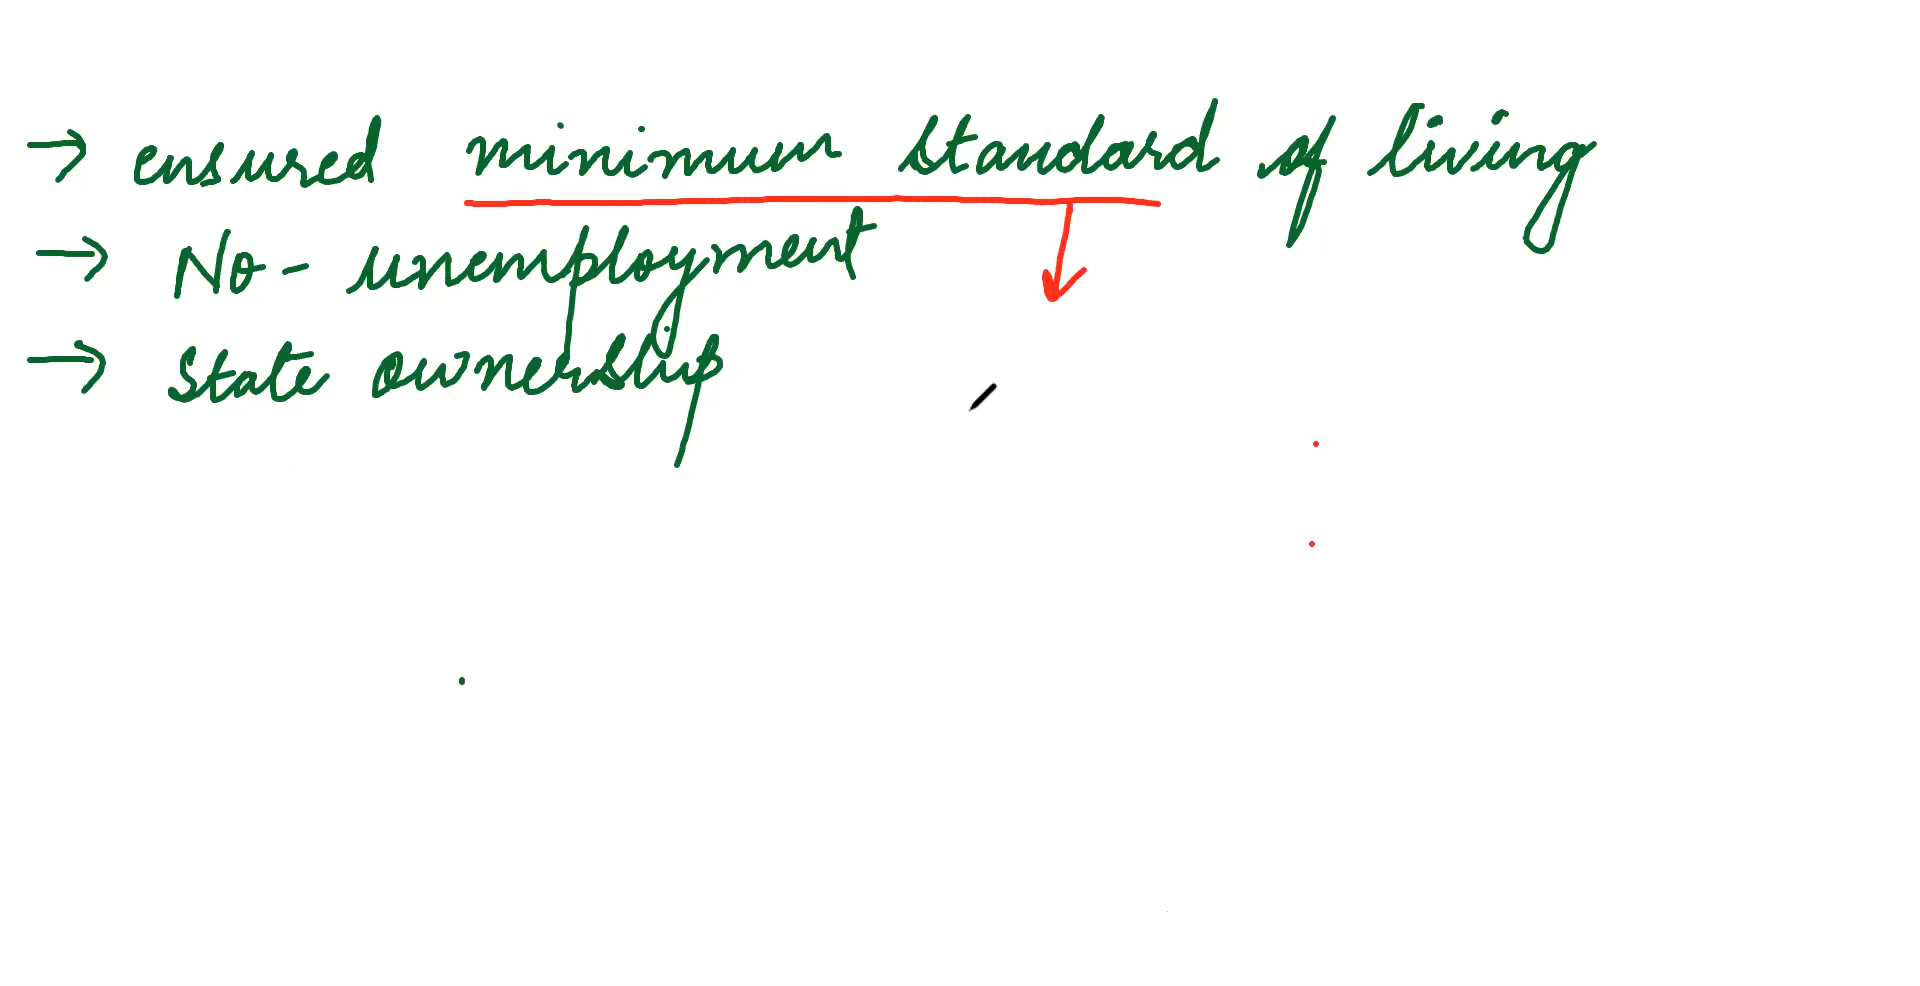 → ensured minimum standard of living
→ No - unemployment
→ State ownership